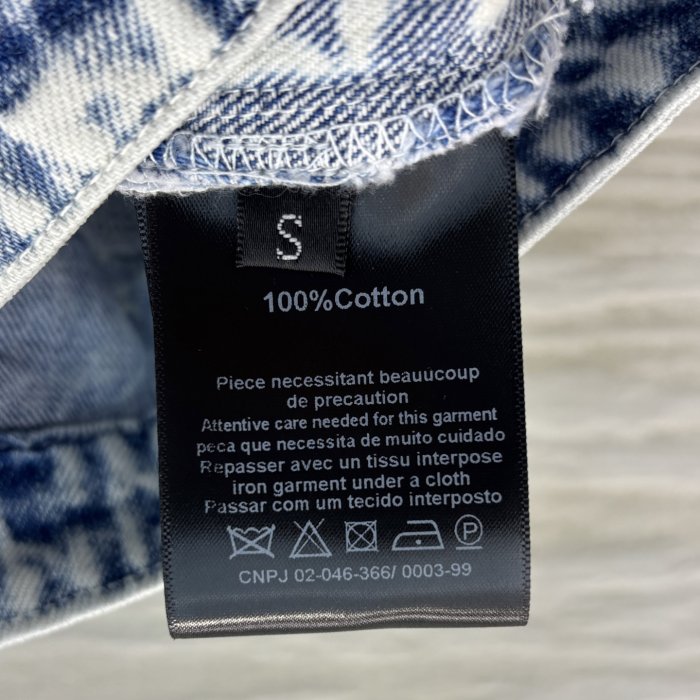 S
100%Cotton
Piece necessitant beauúcoup
de precaution
Attentive care needed for this garment
peca que necessita de muito cuidado
Repasser avec un tissu interpose
iron garment under a cloth
Passar com um tecido interposto
P
CNPJ 02-046-366/ 0003-99